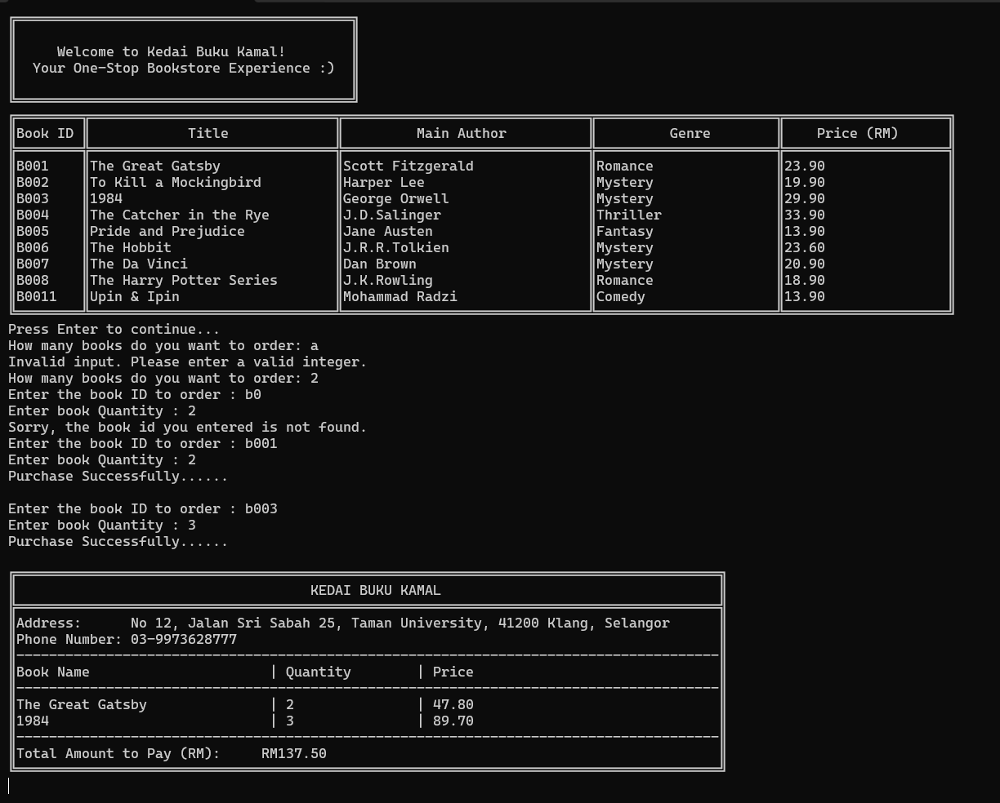 Welcome to Kedai Buku Kamal!
Your One-Stop Bookstore Experience :)
Book ID Title Main Author Genre Price (RM)
B001 The Great Gatsby Scott Fitzgerald Romance 23.90
B002 To Kill a Mockingbird Harper Lee Mystery 19.90
B003 1984 George Orwell Mystery 29.90
B004 The Catcher in the Rye J.D.Salinger Thriller 33.90
B005 Pride and Prejudice Jane Austen Fantasy 13.90
B006 The Hobbit J.R.R.Tolkien Mystery 23.60
B007 The Da Vinci Dan Brown Mystery 20.90
B008 The Harry Potter Series J.K.Rowling Romance 18.90
B0011 Upin & Ipin Mohammad Radzi Comedy 13.90
Press Enter to continue...
How many books do you want to order: a
Invalid input. Please enter a valid integer.
How many books do you want to order: 2
Enter the book ID to order : b0
Enter book Quantity : 2
Sorry, the book id you entered is not found.
Enter the book ID to order : b001
Enter book Quantity : 2
Purchase Successfully......
Enter the book ID to order : b003
Enter book Quantity : 3
Purchase Successfully......
KEDAI BUKU KAMAL
Address: No 12, Jalan Sri Sabah 25, Taman University, 41200 Klang, Selangor
Phone Number: 03-9973628777
Book Name | Quantity | Price
The Great Gatsby | 2 | 47.80
1984 | 3 | 89.70
Total Amount to Pay (RM): RM137.50